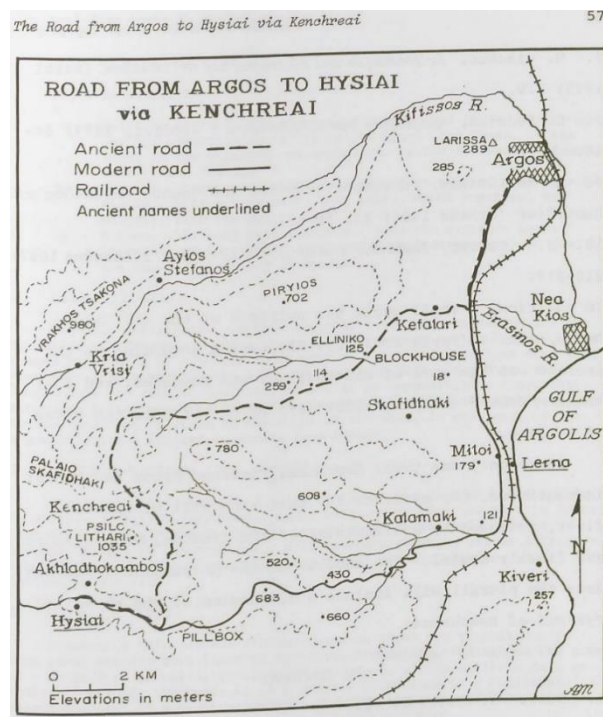 The Road from Argos to Hysiai via Kenchreai
57
ROAD FROM ARGOS TO HYSIAI
via KENCHREAI
Ancient road
Modern road
Railroad
Ancient names underlined
Kifissos R.
LARISSA
289
285
Argos
Ayios
Stefanos
VRAKHOS TSAKONA
980
PIRYIOS
702
Kefalari
Nea
Kios
Erasinos R.
ELLINIKO
125
BLOCKHOUSE
Kria
Vrisi
114
259
18
Skafidhaki
GULF
OF
ARGOLIS
780
Miloi
179
Lerna
PALAIO
SKAFIDHAKI
608
Kenchreai
121
Kalamaki
PSILC
LITHARI
1035
N
520
430
Akhladhokambos
Kiveri
683
257
Hysiai
660
PILLBOX
0 2 KM
Elevations in meters
AM